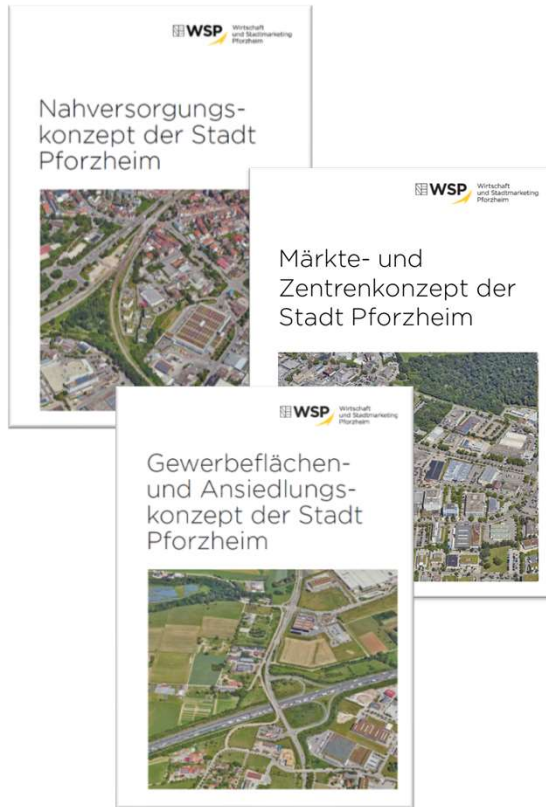 WSP Wirtschaft
und Stadtmarketing
Pforzheim
Nahversorgungs-
konzept der Stadt
Pforzheim
WSP Wirtschaft
und Stadtmarketing
Pforzheim
Märkte- und
Zentrenkonzept der
Stadt Pforzheim
WSP Wirtschaft
und Stadtmarketing
Pforzheim
Gewerbeflächen-
und Ansiedlungs-
konzept der Stadt
Pforzheim